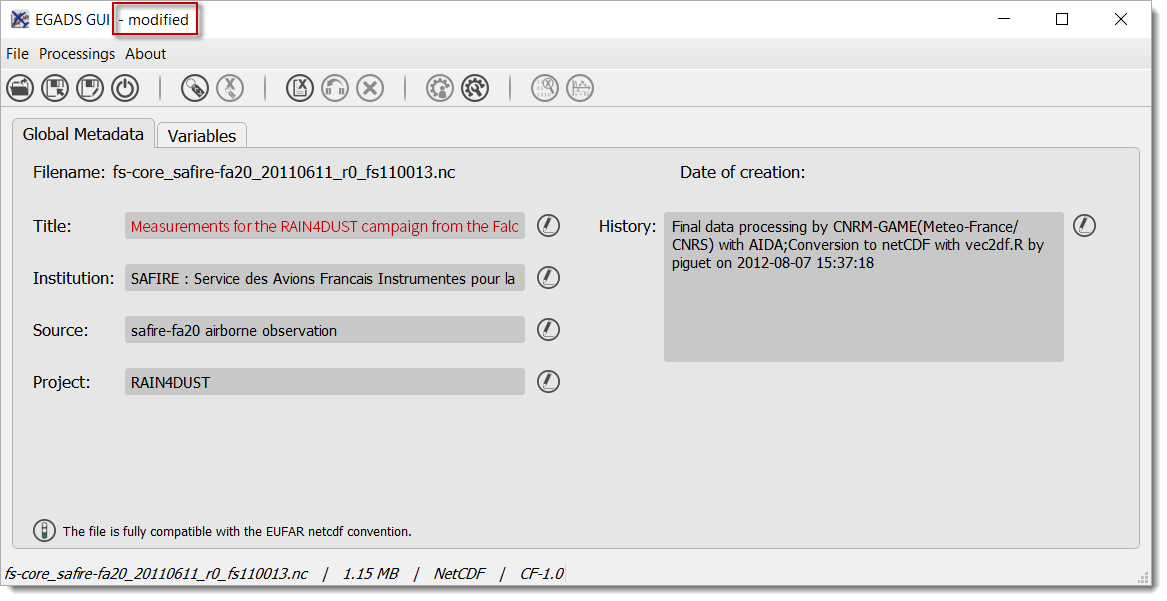 EGADS GUI - modified
File Processings About
Global Metadata Variables
Filename: fs-core_safire-fa20_20110611_r0_fs110013.nc
Date of creation:
Title: Measurements for the RAIN4DUST campaign from the Falc
Institution: SAFIRE : Service des Avions Francais Instrumentes pour la
Source: safire-fa20 airborne observation
Project: RAIN4DUST
History: Final data processing by CNRM-GAME(Meteo-France/
CNRS) with AIDA;Conversion to netCDF with vec2df.R by
piguet on 2012-08-07 15:37:18
The file is fully compatible with the EUFAR netcdf convention.
fs-core_safire-fa20_20110611_r0_fs110013.nc | 1.15 MB | NetCDF | CF-1.0